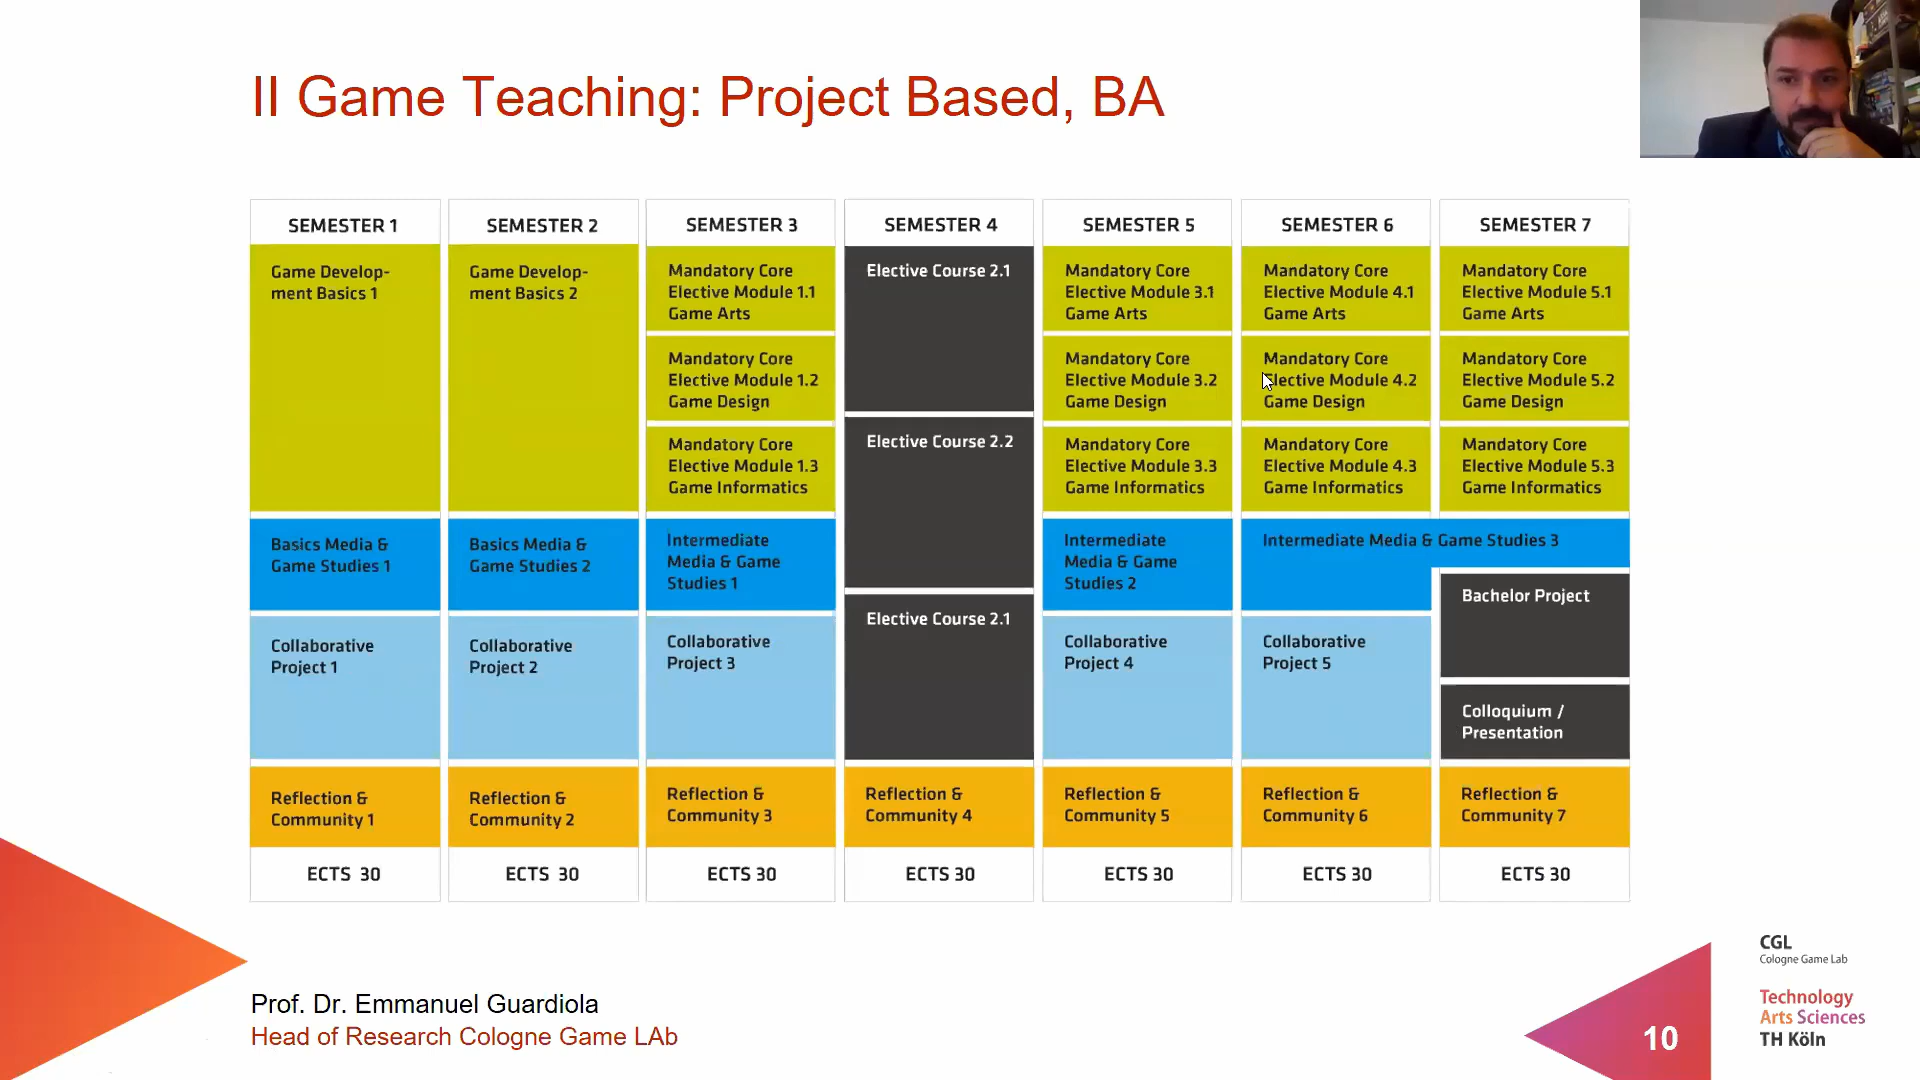 II Game Teaching: Project Based, BA
SEMESTER 1
Game Develop-
ment Basics 1
Basics Media &
Game Studies 1
Collaborative
Project 1
Reflection &
Community 1
ECTS 30
SEMESTER 2
Game Develop-
ment Basics 2
Basics Media &
Game Studies 2
Collaborative
Project 2
Reflection &
Community 2
ECTS 30
SEMESTER 3
Mandatory Core
Elective Module 1.1
Game Arts
Mandatory Core
Elective Module 1.2
Game Design
Mandatory Core
Elective Module 1.3
Game Informatics
Intermediate
Media & Game
Studies 1
Collaborative
Project 3
Reflection &
Community 3
ECTS 30
SEMESTER 4
Elective Course 2.1
Elective Course 2.2
Elective Course 2.1
Reflection &
Community 4
ECTS 30
SEMESTER 5
Mandatory Core
Elective Module 3.1
Game Arts
Mandatory Core
Elective Module 3.2
Game Design
Mandatory Core
Elective Module 3.3
Game Informatics
Intermediate
Media & Game
Studies 2
Collaborative
Project 4
Reflection &
Community 5
ECTS 30
SEMESTER 6
Mandatory Core
Elective Module 4.1
Game Arts
Mandatory Core
Elective Module 4.2
Game Design
Mandatory Core
Elective Module 4.3
Game Informatics
Intermediate Media & Game Studies 3
Collaborative
Project 5
Reflection &
Community 6
ECTS 30
SEMESTER 7
Mandatory Core
Elective Module 5.1
Game Arts
Mandatory Core
Elective Module 5.2
Game Design
Mandatory Core
Elective Module 5.3
Game Informatics
Bachelor Project
Colloquium /
Presentation
Reflection &
Community 7
ECTS 30
Prof. Dr. Emmanuel Guardiola
Head of Research Cologne Game LAb
10
CGL
Cologne Game Lab
Technology
Arts Sciences
TH Köln